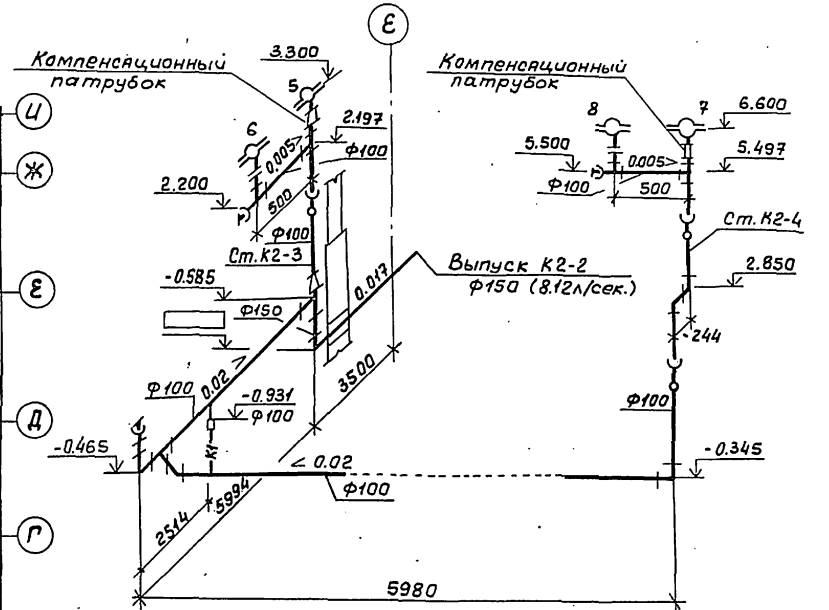 Е
3.300
Компенсационный
патрубок
5
Компенсационный
патрубок
И
2.197
8
7
6.600
6
0.005>
Ф100
5.500
0.005>
5.497
Ж
2.200
500
Ф100
500
Ф100
Ст.К2-3
Ст.К2-4
Е
-0.585
0.017
Выпуск К2-2
Ф150 (8.12л/сек.)
2.850
Ф150
244
0.02 >
3500
Ф100
-0.931
Ф100
Ф100
Д
-0.465
К1
< 0.02
-0.345
Ф100
5994
2514
Г
5980